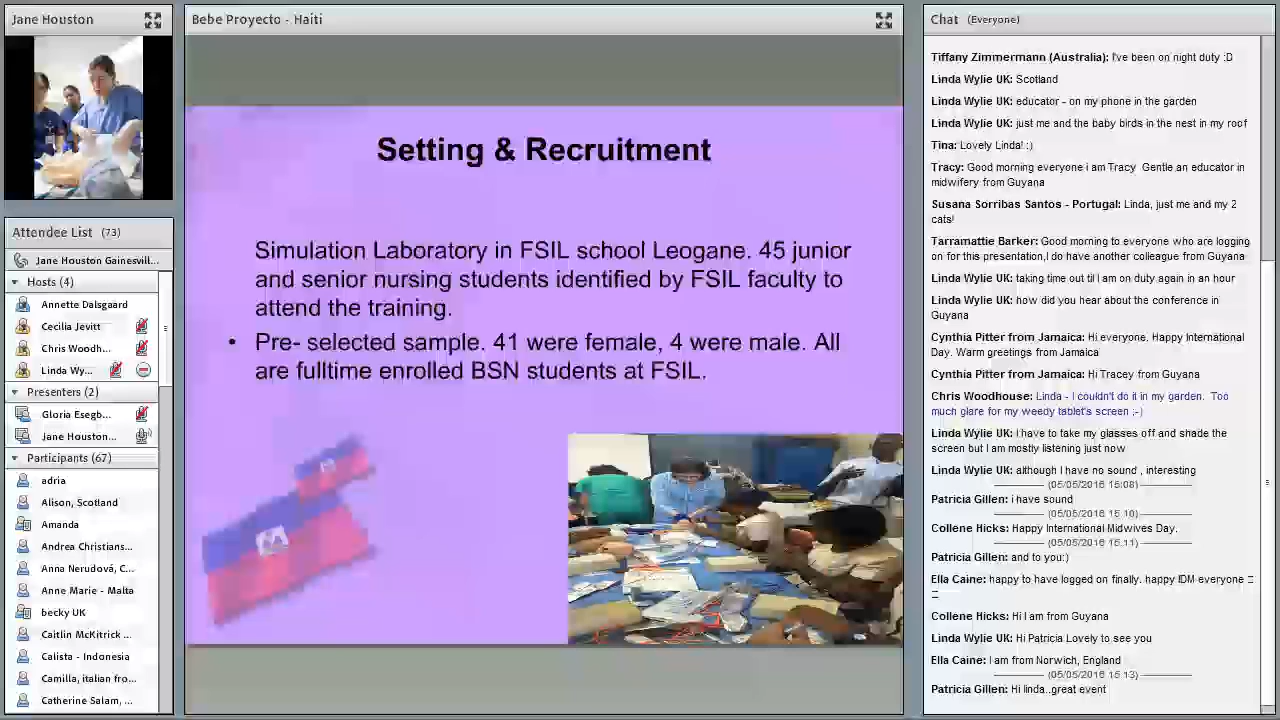 Jane Houston
Bebe Proyecto - Haiti
Chat (Everyone)
Attendee List (73)
Jane Houston Gainesvill...
Hosts (4)
Annette Dalsgaard
Cecilia Jevitt
Chris Woodh...
Linda Wy...
Presenters (2)
Gloria Esegb...
Jane Houston...
Participants (67)
adria
Alison, Scotland
Amanda
Andrea Christians...
Anna Nerudová, C...
Anne Marie - Malta
becky UK
Caitlin McKitrick ...
Calista - Indonesia
Camilla, italian fro...
Catherine Salam, ...
Setting & Recruitment
Simulation Laboratory in FSIL school Leogane. 45 junior
and senior nursing students identified by FSIL faculty to
attend the training.
• Pre- selected sample. 41 were female, 4 were male. All
are fulltime enrolled BSN students at FSIL.
Tiffany Zimmermann (Australia): I've been on night duty :D
Linda Wylie UK: Scotland
Linda Wylie UK: educator - on my phone in the garden
Linda Wylie UK: just me and the baby birds in the nest in my roof
Tina: Lovely Linda! :)
Tracy: Good morning everyone i am Tracy Gentle an educator in
midwifery from Guyana
Susana Sorribas Santos - Portugal: Linda, just me and my 2
cats!
Tarramattie Barker: Good morning to everyone who are logging
on for this presentation,I do have another colleague from Guyana
Linda Wylie UK: taking time out til I am on duty again in an hour
Linda Wylie UK: how did you hear about the conference in
Guyana
Cynthia Pitter from Jamaica: Hi everyone. Happy International
Day. Warm greetings from Jamaica
Cynthia Pitter from Jamaica: Hi Tracey from Guyana
Chris Woodhouse: Linda - I couldn't do it in my garden. Too
much glare for my weedy tablet's screen ;-)
Linda Wylie UK: I have to take my glasses off and shade the
screen but I am mostly listening just now
Linda Wylie UK: although I have no sound , interesting
(05/05/2016 15:08)
Patricia Gillen: i have sound
(05/05/2016 15:10)
Collene Hicks: Happy International Midwives Day.
(05/05/2016 15:11)
Patricia Gillen: and to you:)
Ella Caine: happy to have logged on finally. happy IDM everyone
Collene Hicks: Hi I am from Guyana
Linda Wylie UK: Hi Patricia Lovely to see you
Ella Caine: I am from Norwich, England
(05/05/2016 15:13)
Patricia Gillen: Hi linda..great event